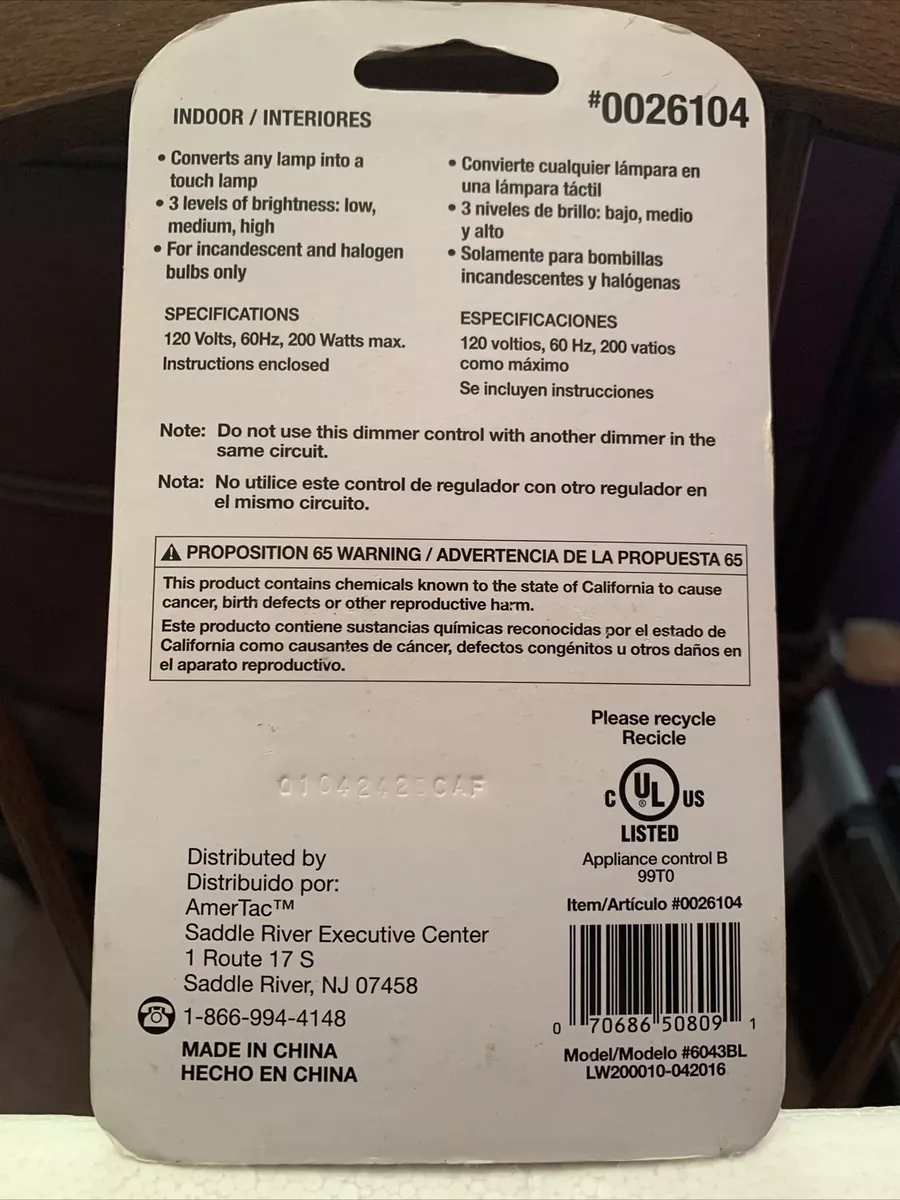 INDOOR / INTERIORES
#0026104
• Converts any lamp into a
touch lamp
• 3 levels of brightness: low,
medium, high
• For incandescent and halogen
bulbs only
• Convierte cualquier lámpara en
una lámpara táctil
• 3 niveles de brillo: bajo, medio
y alto
• Solamente para bombillas
incandescentes y halógenas
SPECIFICATIONS
120 Volts, 60Hz, 200 Watts max.
Instructions enclosed
ESPECIFICACIONES
120 voltios, 60 Hz, 200 vatios
como máximo
Se incluyen instrucciones
Note: Do not use this dimmer control with another dimmer in the
same circuit.
Nota: No utilice este control de regulador con otro regulador en
el mismo circuito.
⚠ PROPOSITION 65 WARNING / ADVERTENCIA DE LA PROPUESTA 65
This product contains chemicals known to the state of California to cause
cancer, birth defects or other reproductive harm.
Este producto contiene sustancias químicas reconocidas por el estado de
California como causantes de cáncer, defectos congénitos u otros daños en
el aparato reproductivo.
Please recycle
Recicle
C UL ® US
LISTED
Appliance control B
99T0
Item/Artículo #0026104
0 70686 50809 1
Model/Modelo #6043BL
LW200010-042016
Distributed by
Distribuido por:
AmerTac™
Saddle River Executive Center
1 Route 17 S
Saddle River, NJ 07458
1-866-994-4148
MADE IN CHINA
HECHO EN CHINA